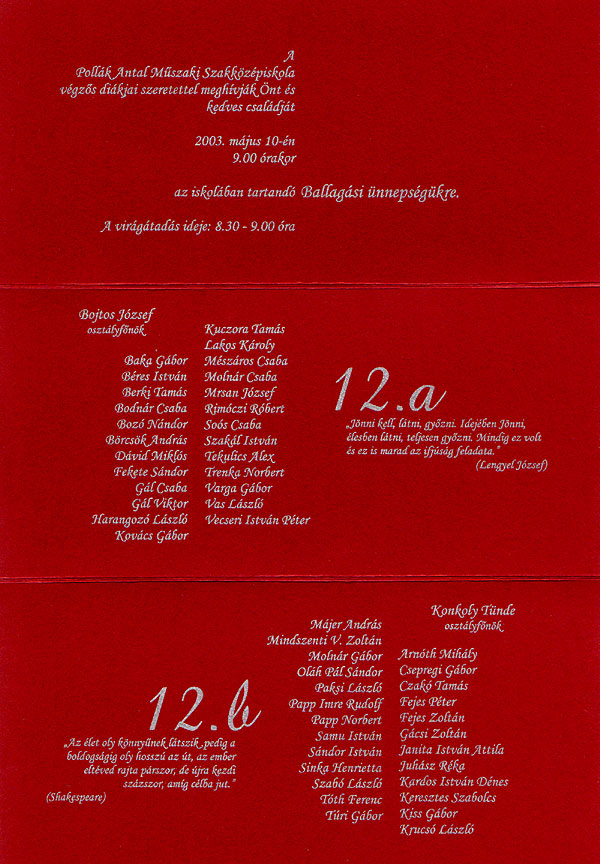 A
Pollák Antal Műszaki Szakközépiskola
végzős diákjai szeretettel meghívják Önt és
kedves családját
2003. május 10-én
9.00 órakor
az iskolában tartandó Ballagási ünnepségükre.
A virágátadás ideje: 8.30 - 9.00 óra
Bojtos József
osztályfőnök
Baka Gábor
Béres István
Berki Tamás
Bodnár Csaba
Bozó Nándor
Börcsök András
Dávid Miklós
Fekete Sándor
Gál Csaba
Gál Viktor
Harangozó László
Kovács Gábor
Kuczora Tamás
Lakos Károly
Mészáros Csaba
Molnár Csaba
Mrsan József
Rimóczi Róbert
Soós Csaba
Szakál István
Tekulics Alex
Trenka Norbert
Varga Gábor
Vas László
Vecseri István Péter
12.a
„Jönni kell, látni, győzni. Idejében Jönni,
élesben látni, teljesen győzni. Mindig ez volt
és ez is marad az ifjúság feladata.”
(Lengyel József)
12.b
„Az élet oly könnyűnek látszik ,pedig a
boldogságig oly hosszú az út, az ember
eltéved rajta párszor, de újra kezdi
százszor, amíg célba jut.”
(Shakespeare)
Májer András
Mindszenti V. Zoltán
Molnár Gábor
Oláh Pál Sándor
Paksi László
Papp Imre Rudolf
Papp Norbert
Samu István
Sándor István
Sinka Henrietta
Szabó László
Tóth Ferenc
Túri Gábor
Konkoly Tünde
osztályfőnök
Arnóth Mihály
Csepregi Gábor
Czakó Tamás
Fejes Péter
Fejes Zoltán
Gácsi Zoltán
Janita István Attila
Juhász Réka
Kardos István Dénes
Keresztes Szabolcs
Kiss Gábor
Krucsó László